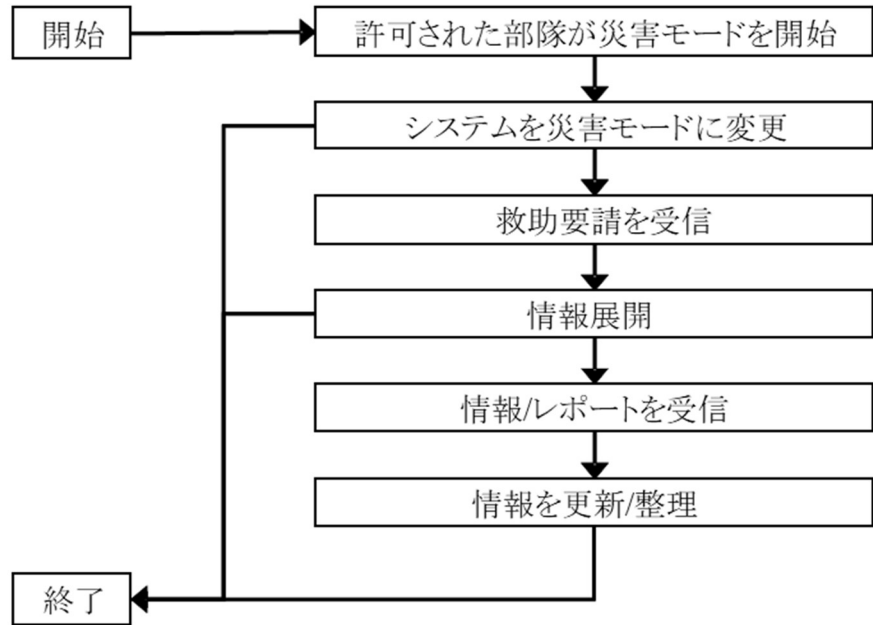 開始
許可された部隊が災害モードを開始
システムを災害モードに変更
救助要請を受信
情報展開
情報/レポートを受信
情報を更新/整理
終了